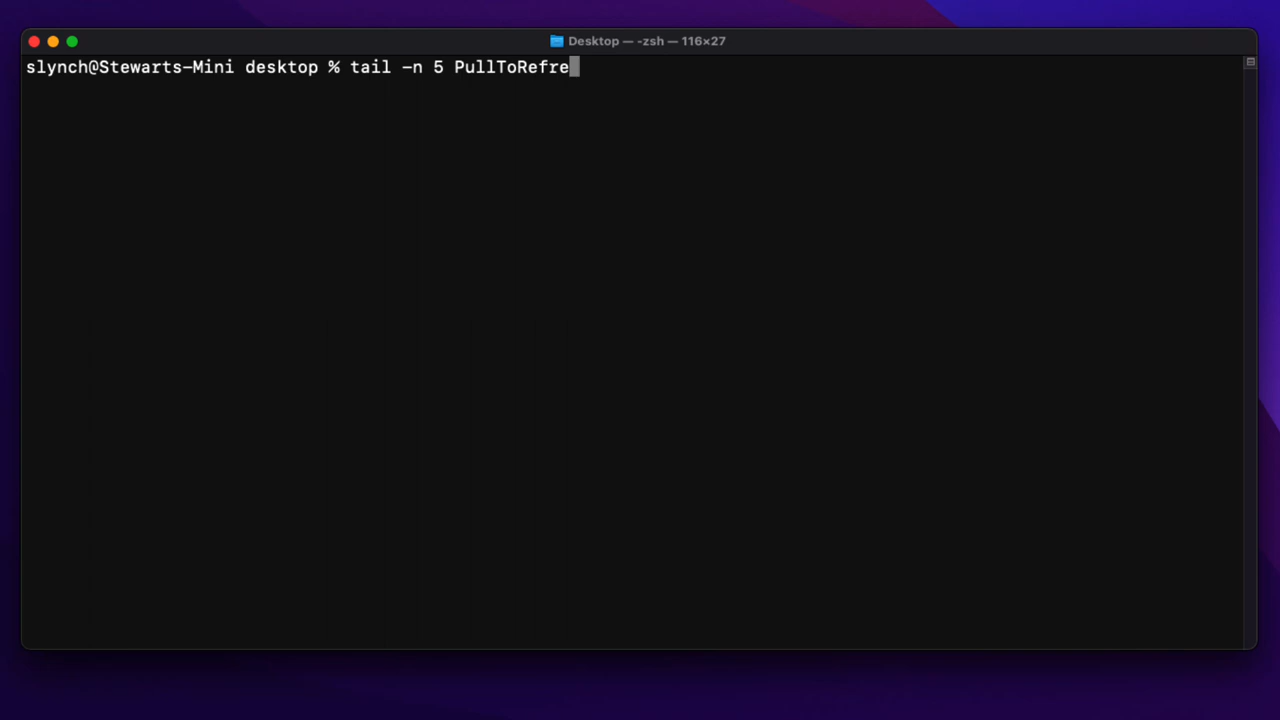 Desktop — -zsh — 116×27
slynch@Stewarts-Mini desktop % tail -n 5 PullToRefre